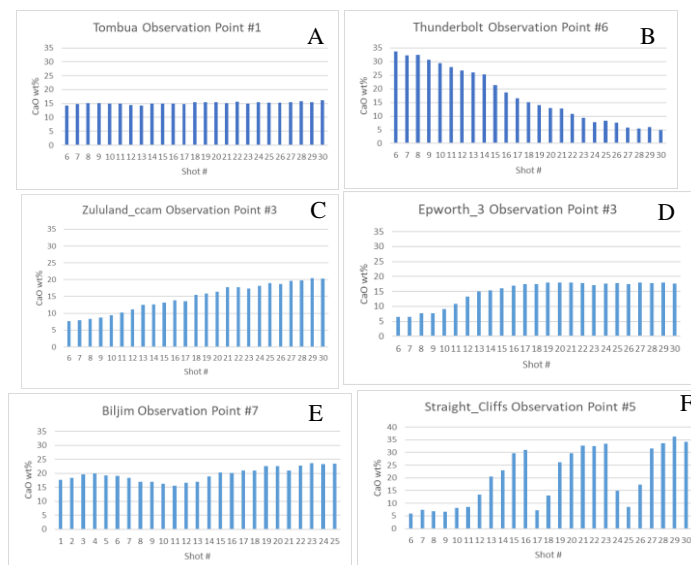 Tombua Observation Point #1
A
CaO wt%
35
30
25
20
15
10
5
0
6 7 8 9 10 11 12 13 14 15 16 17 18 19 20 21 22 23 24 25 26 27 28 29 30
Shot #
Thunderbolt Observation Point #6
B
CaO wt%
35
30
25
20
15
10
5
0
6 7 8 9 10 11 12 13 14 15 16 17 18 19 20 21 22 23 24 25 26 27 28 29 30
Shot #
Zululand_ccam Observation Point #3
C
CaO wt%
35
30
25
20
15
10
5
0
6 7 8 9 10 11 12 13 14 15 16 17 18 19 20 21 22 23 24 25 26 27 28 29 30
Shot #
Epworth_3 Observation Point #3
D
CaO wt%
35
30
25
20
15
10
5
0
6 7 8 9 10 11 12 13 14 15 16 17 18 19 20 21 22 23 24 25 26 27 28 29 30
Shot #
Biljim Observation Point #7
E
CaO wt%
35
30
25
20
15
10
5
0
1 2 3 4 5 6 7 8 9 10 11 12 13 14 15 16 17 18 19 20 21 22 23 24 25
Shot #
Straight_Cliffs Observation Point #5
F
CaO wt%
40
35
30
25
20
15
10
5
0
6 7 8 9 10 11 12 13 14 15 16 17 18 19 20 21 22 23 24 25 26 27 28 29 30
Shot #